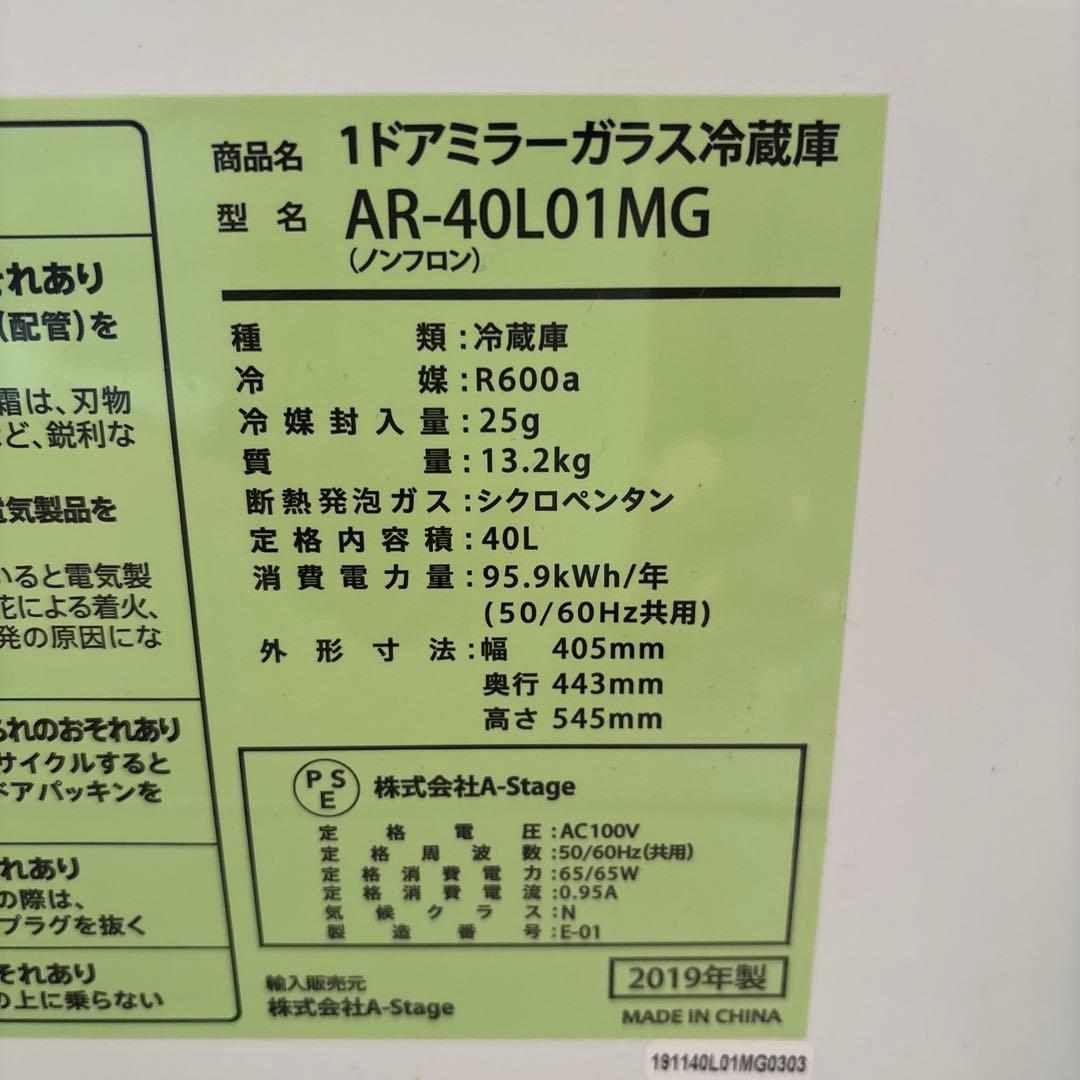 商品名 1ドアミラーガラス冷蔵庫
型名 AR-40L01MG
(ノンフロン)
種類:冷蔵庫
冷媒:R600a
冷媒封入量:25g
質量:13.2kg
断熱発泡ガス:シクロペンタン
定格内容積:40L
消費電力量:95.9kWh/年
(50/60Hz共用)
外形寸法:幅 405mm
奥行 443mm
高さ 545mm
PSE 株式会社A-Stage
定格電圧:AC100V
定格周波数:50/60Hz(共用)
定格消費電力:65/65W
定格消費電流:0.95A
気候クラス:N
製造番号:E-01
輸入販売元
株式会社A-Stage
2019年製
MADE IN CHINA
191140L01MG0303
それあり
(配管)を
霜は、刃物
ど、鋭利な
電気製品を
いると電気製
花による着火、
発の原因にな
られのおそれあり
サイクルすると
ドアパッキンを
れあり
の際は、
プラグを抜く
それあり
の上に乗らない